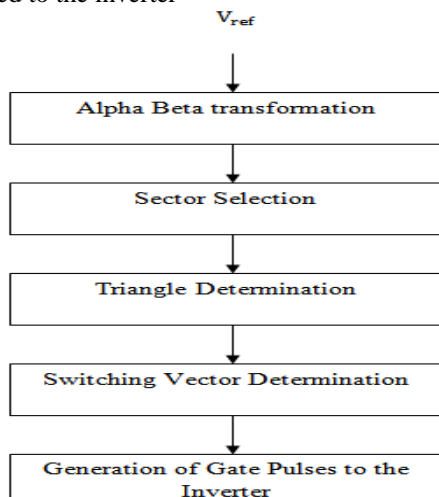 to the inverter
Vref
Alpha Beta transformation
Sector Selection
Triangle Determination
Switching Vector Determination
Generation of Gate Pulses to the
Inverter